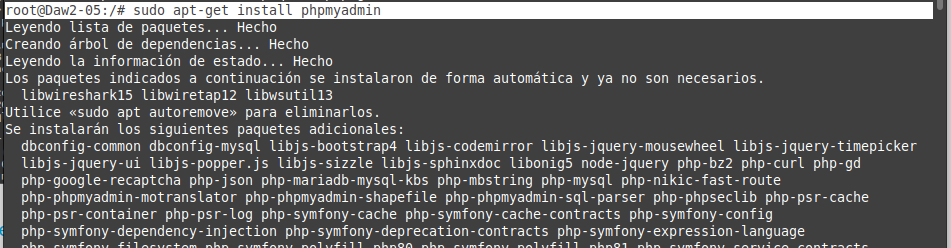 root@Daw2-05:/# sudo apt-get install phpmyadmin
Leyendo lista de paquetes... Hecho
Creando árbol de dependencias... Hecho
Leyendo la información de estado... Hecho
Los paquetes indicados a continuación se instalaron de forma automática y ya no son necesarios.
  libwireshark15 libwiretap12 libwsutil13
Utilice «sudo apt autoremove» para eliminarlos.
Se instalarán los siguientes paquetes adicionales:
  dbconfig-common dbconfig-mysql libjs-bootstrap4 libjs-codemirror libjs-jquery-mousewheel libjs-jquery-timepicker
  libjs-jquery-ui libjs-popper.js libjs-sizzle libjs-sphinxdoc libonig5 node-jquery php-bz2 php-curl php-gd
  php-google-recaptcha php-json php-mariadb-mysql-kbs php-mbstring php-mysql php-nikic-fast-route
  php-phpmyadmin-motranslator php-phpmyadmin-shapefile php-phpmyadmin-sql-parser php-phpseclib php-psr-cache
  php-psr-container php-psr-log php-symfony-cache php-symfony-cache-contracts php-symfony-config
  php-symfony-dependency-injection php-symfony-deprecation-contracts php-symfony-expression-language
  php-symfony-filesystem php-symfony-polyfill-php80 php-symfony-polyfill-php81 php-symfony-service-contracts